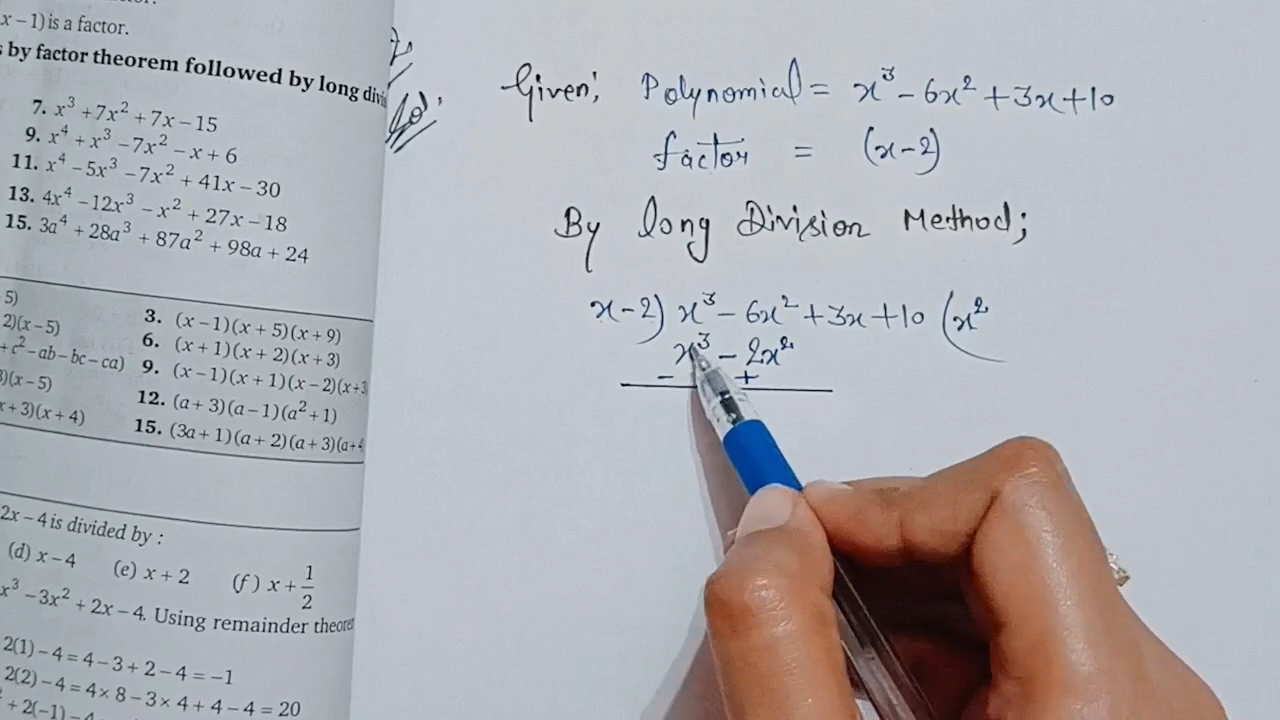 x – 1) is a factor.
by factor theorem followed by long
7. x³ + 7x² + 7x – 15
9. x⁴ + x³ – 7x² – x + 6
11. x⁴ – 5x³ – 7x² + 41x – 30
13. 4x⁴ – 12x³ – x² + 27x – 18
15. 3a⁴ + 28a³ + 87a² + 98a + 24
5)
2)(x – 5)
+ c² – ab – bc – ca)
)(x – 5)
x + 3)(x + 4)
3. (x – 1)(x + 5)(x + 9)
6. (x + 1)(x + 2)(x + 3)
9. (x – 1)(x + 1)(x – 2)(x + 3
12. (a + 3)(a – 1)(a² + 1)
15. (3a + 1)(a + 2)(a + 3)(a +
2x – 4 is divided by :
(d) x – 4 (e) x + 2 (f) x + 1/2
x³ – 3x² + 2x – 4. Using remainder
2(1) – 4 = 4 – 3 + 2 – 4 = –1
2(2) – 4 = 4 × 8 – 3 × 4 + 4 – 4 = 20
+ 2(–1) – 4
Given; Polynomial = x³ – 6x² + 3x + 10
factor = (x – 2)
By long Division Method;
x – 2) x³ – 6x² + 3x + 10 (x²
x³ – 2x²
– +